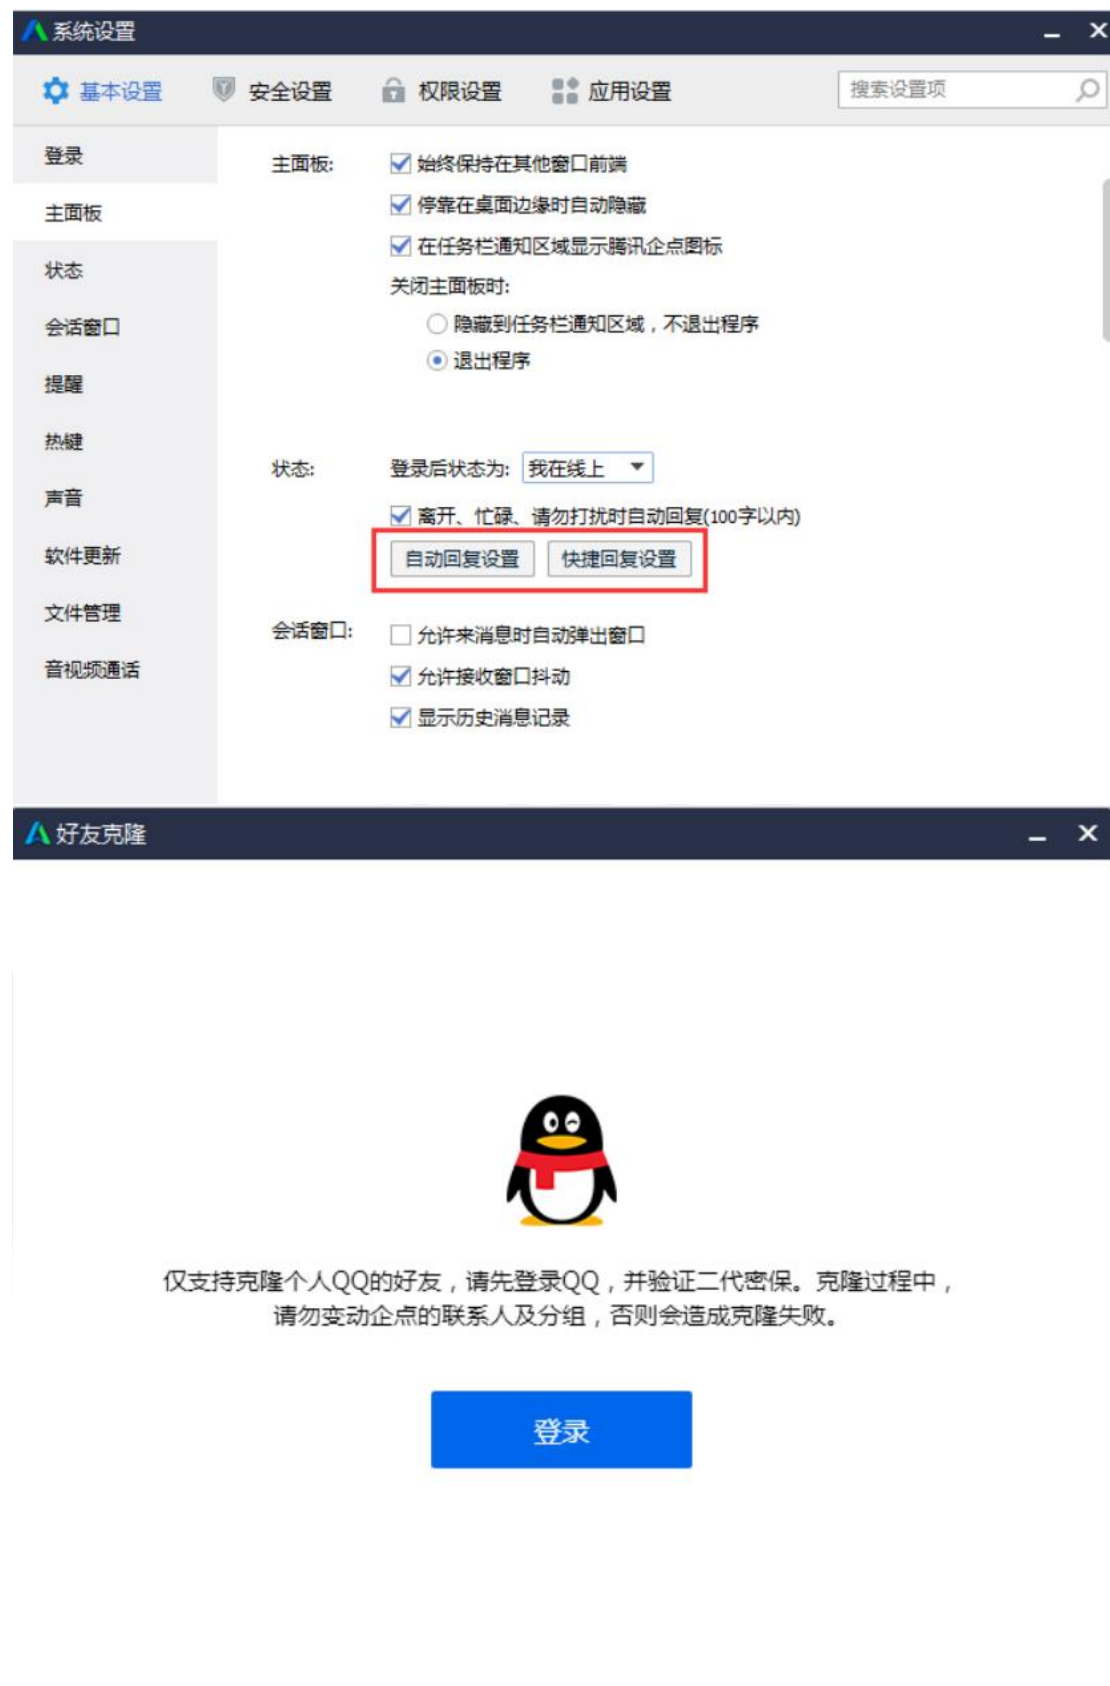 系统设置
基本设置 安全设置 权限设置 应用设置 搜索设置项
登录
主面板
状态
会话窗口
提醒
热键
声音
软件更新
文件管理
音视频通话
主面板: 始终保持在其他窗口前端
停靠在桌面边缘时自动隐藏
在任务栏通知区域显示腾讯企点图标
关闭主面板时:
隐藏到任务栏通知区域，不退出程序
退出程序
状态: 登录后状态为: 我在线上
离开、忙碌、请勿打扰时自动回复(100字以内)
自动回复设置 快捷回复设置
会话窗口: 允许来消息时自动弹出窗口
允许接收窗口抖动
显示历史消息记录
好友克隆
仅支持克隆个人QQ的好友，请先登录QQ，并验证二代密保。克隆过程中，
请勿变动企点的联系人及分组，否则会造成克隆失败。
登录